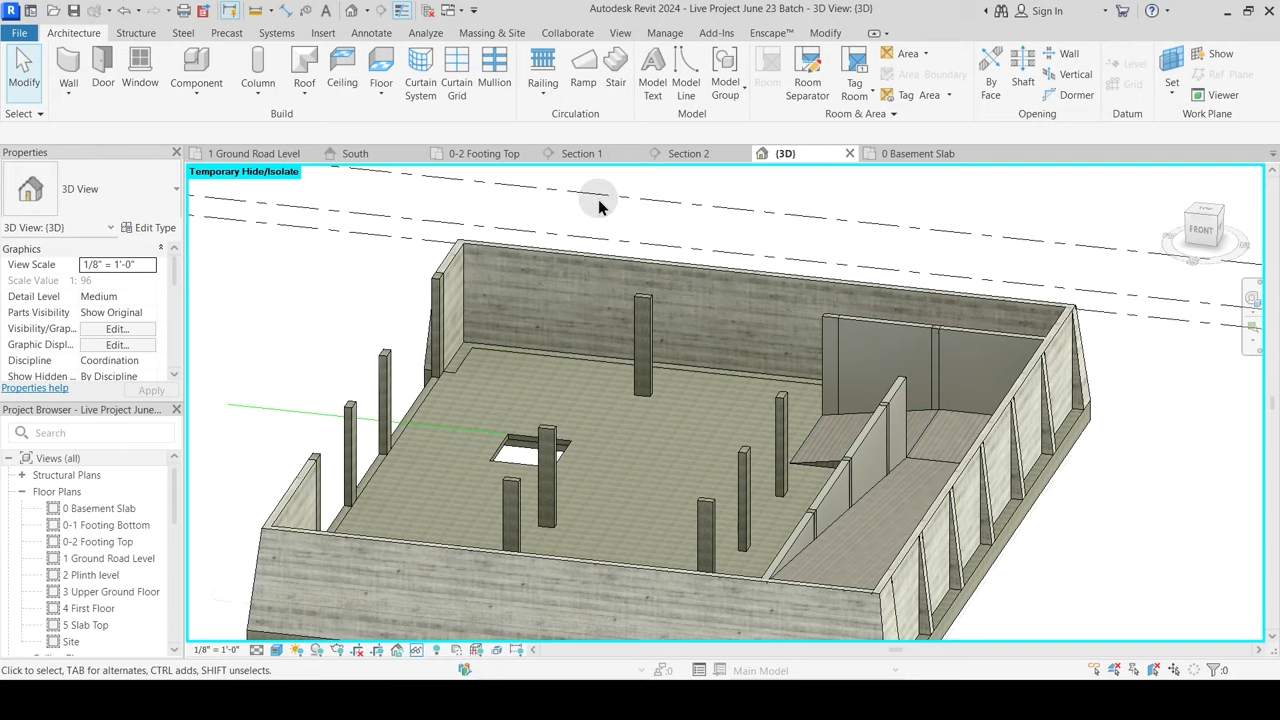 Autodesk Revit 2024 - Live Project June 23 Batch - 3D View: {3D}
Sign In
File Architecture Structure Steel Precast Systems Insert Annotate Analyze Massing & Site Collaborate View Manage Add-Ins Enscape™ Modify
Modify Wall Door Window Component Column Roof Ceiling Floor Curtain System Curtain Grid Mullion Railing Ramp Stair Model Text Model Line Model Group Room Room Separator Tag Room Area Area Boundary Tag Area By Face Shaft Wall Vertical Dormer Level Grid Set Show Ref Plane Viewer
Select Build Circulation Model Room & Area Opening Datum Work Plane
Properties
1 Ground Road Level South 0-2 Footing Top Section 1 Section 2 {3D} 0 Basement Slab
Temporary Hide/Isolate
3D View
3D View: {3D} Edit Type
Graphics
View Scale 1/8" = 1'-0"
Scale Value 1: 96
Detail Level Medium
Parts Visibility Show Original
Visibility/Grap... Edit...
Graphic Displ... Edit...
Discipline Coordination
Show Hidden By Discipline
Properties help Apply
TOP
FRONT
Project Browser - Live Project June...
Search
Views (all)
Structural Plans
Floor Plans
0 Basement Slab
0-1 Footing Bottom
0-2 Footing Top
1 Ground Road Level
2 Plinth level
3 Upper Ground Floor
4 First Floor
5 Slab Top
Site
1/8" = 1'-0"
Click to select, TAB for alternates, CTRL adds, SHIFT unselects.
:0
Main Model
:0